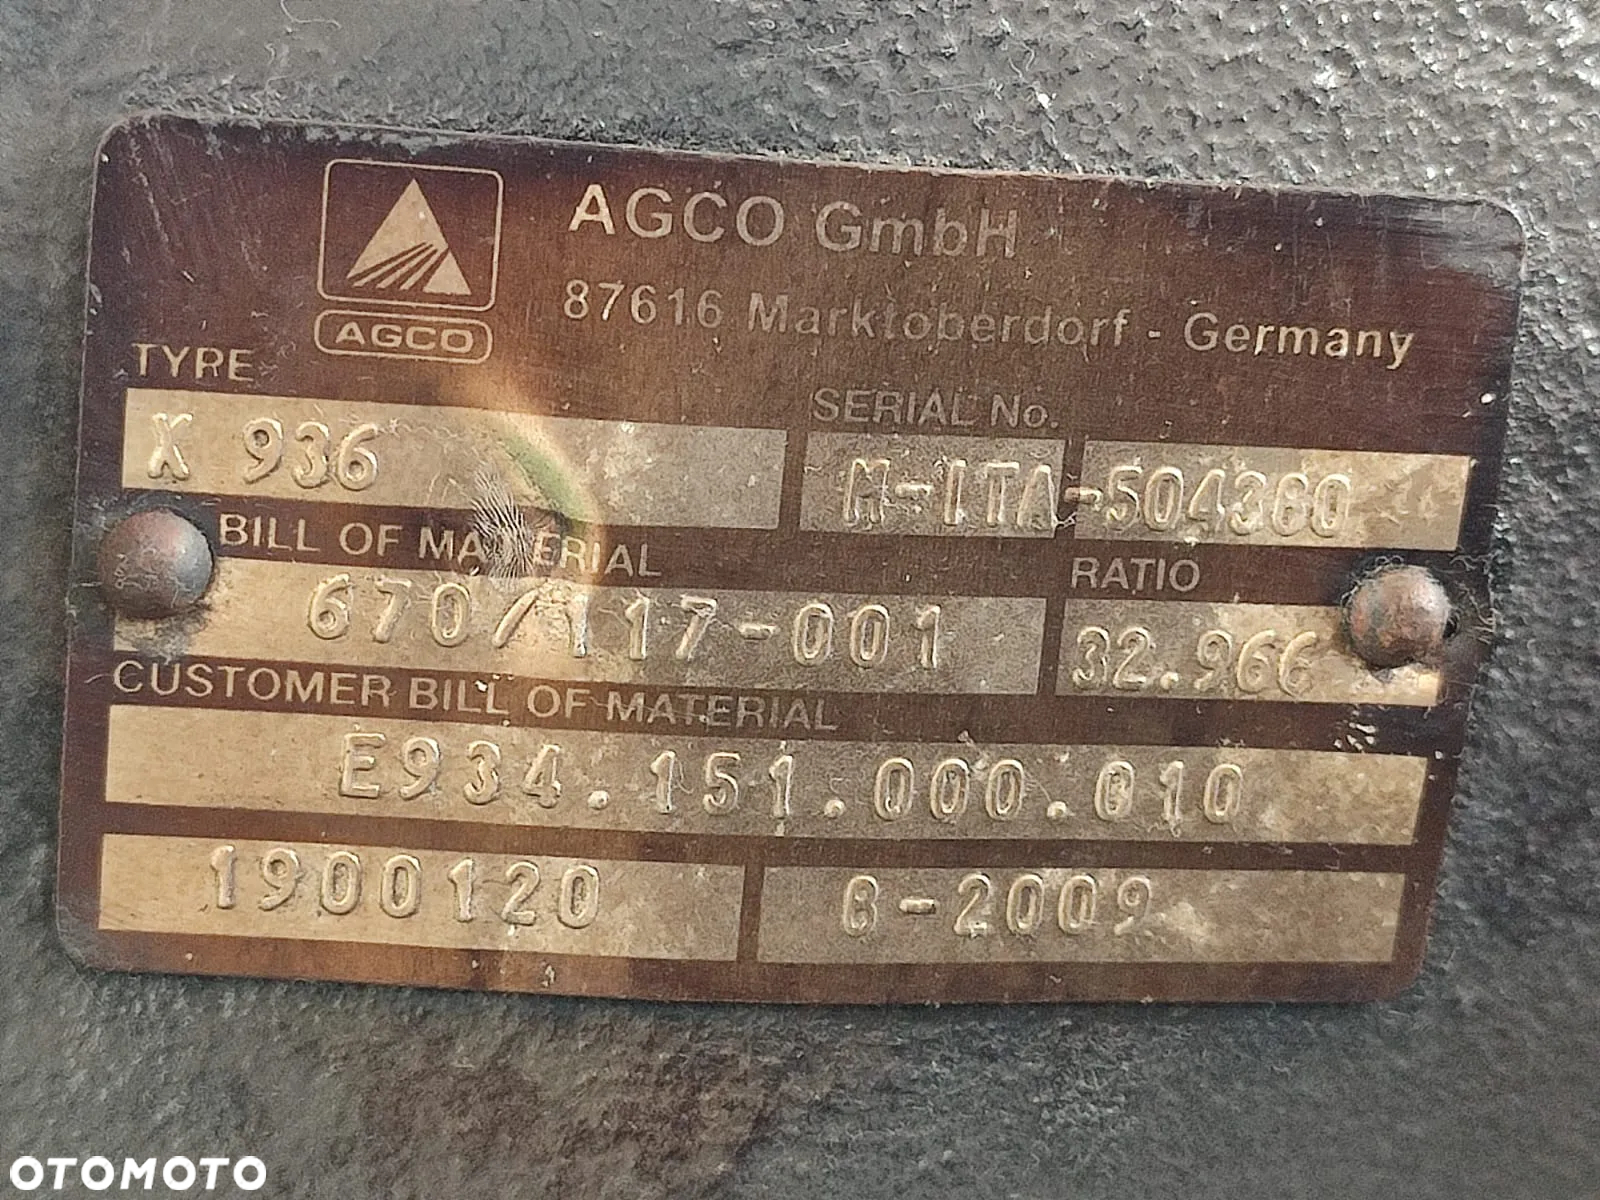 AGCO GmbH
87616 Marktoberdorf - Germany
AGCO
TYPE
X 936
SERIAL No.
M-ITA-504360
BILL OF MATERIAL
670/117-001
RATIO
32.966
CUSTOMER BILL OF MATERIAL
E934.151.000.010
1900120
8-2009
OTOMOTO